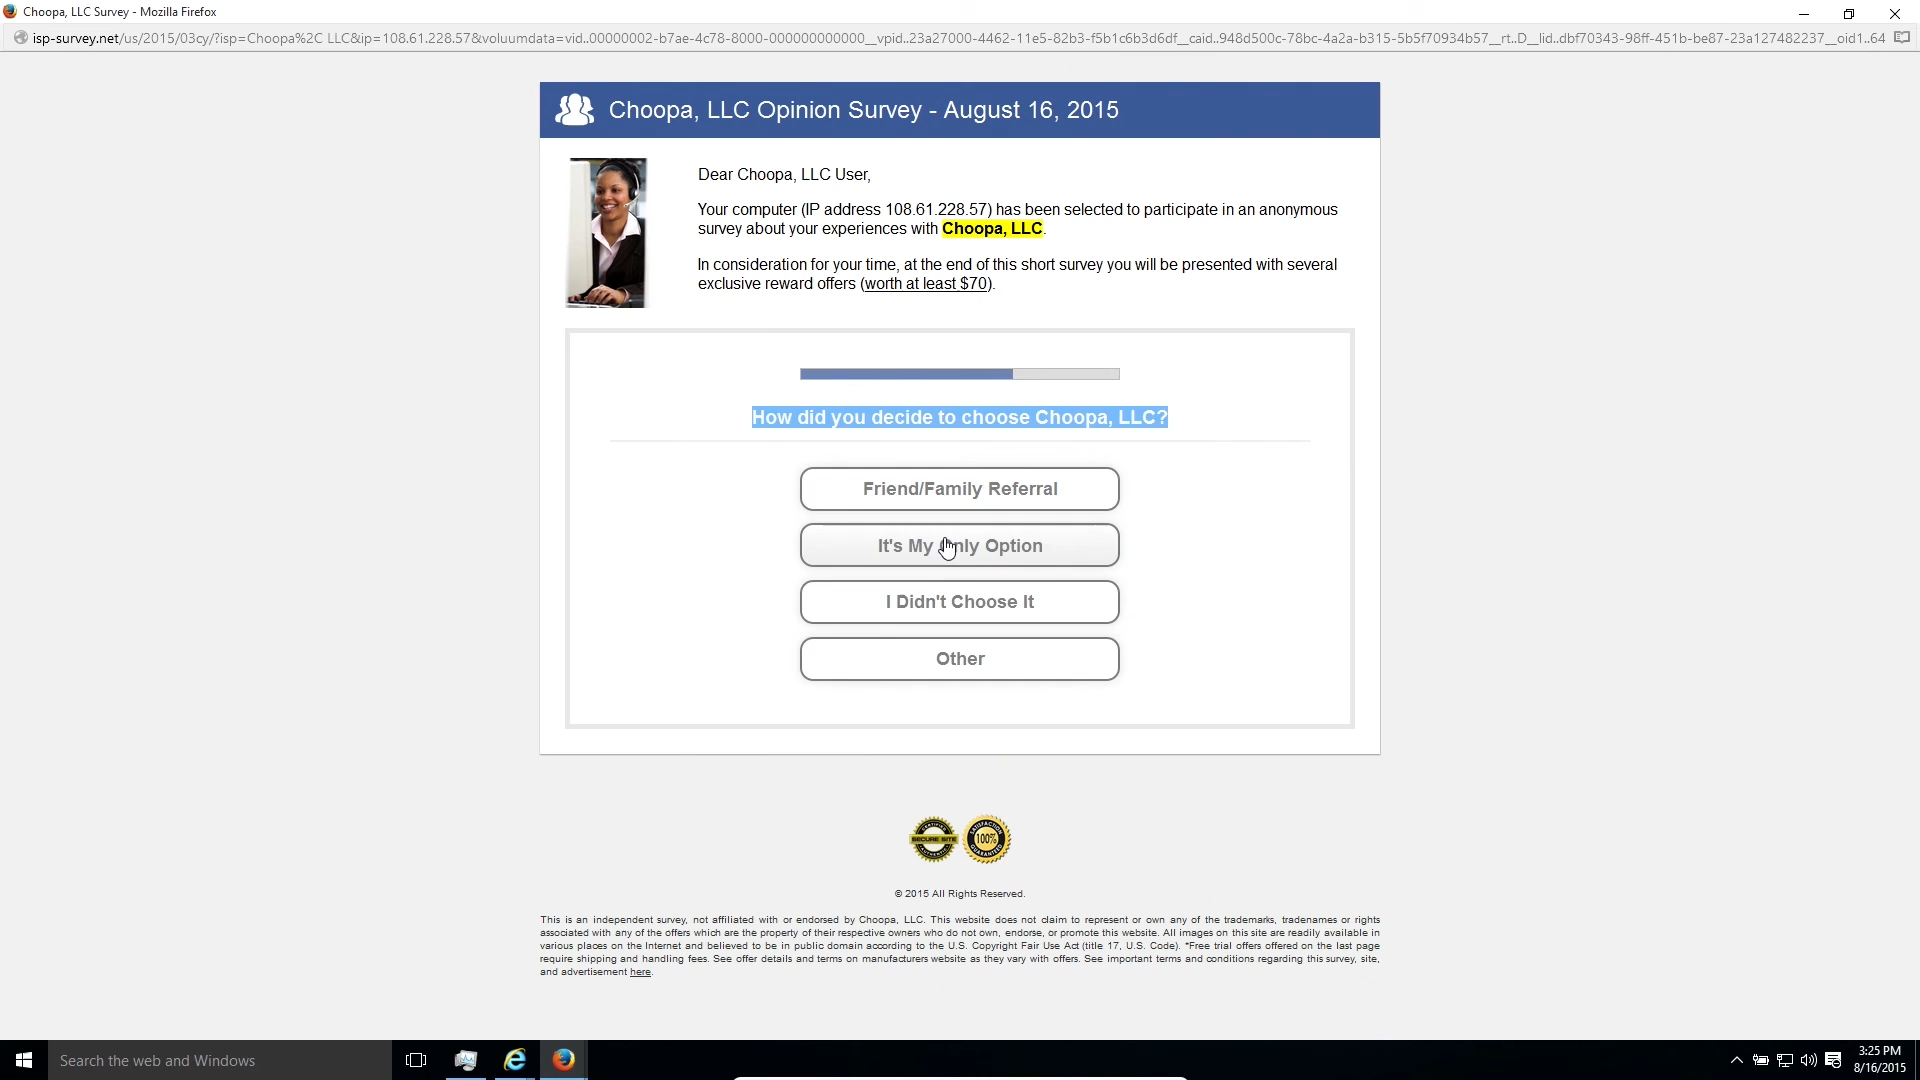 Choopa, LLC Survey - Mozilla Firefox
isp-survey.net/us/2015/03cy/?isp=Choopa%2C LLC&ip=108.61.228.57&voluumdata=vid..00000002-b7ae-4c78-8000-000000000000__vpid..23a27000-4462-11e5-82b3-f5b1c6b3d6df__caid..948d500c-78bc-4a2a-b315-5b5f70934b57__rt..D__lid..dbf70343-98ff-451b-be87-23a127482237__oid1..64
Choopa, LLC Opinion Survey - August 16, 2015
Dear Choopa, LLC User,
Your computer (IP address 108.61.228.57) has been selected to participate in an anonymous
survey about your experiences with Choopa, LLC.
In consideration for your time, at the end of this short survey you will be presented with several
exclusive reward offers (worth at least $70).
How did you decide to choose Choopa, LLC?
Friend/Family Referral
It's My Only Option
I Didn't Choose It
Other
SECURE SITE
SATISFACTION
100%
GUARANTEED
© 2015 All Rights Reserved.
This is an independent survey, not affiliated with or endorsed by Choopa, LLC. This website does not claim to represent or own any of the trademarks, tradenames or rights
associated with any of the offers which are the property of their respective owners who do not own, endorse, or promote this website. All images on this site are readily available in
various places on the Internet and believed to be in public domain according to the U.S. Copyright Fair Use Act (title 17, U.S. Code). *Free trial offers offered on the last page
require shipping and handling fees. See offer details and terms on manufacturers website as they vary with offers. See important terms and conditions regarding this survey, site,
and advertisement here.
Search the web and Windows
3:25 PM
8/16/2015